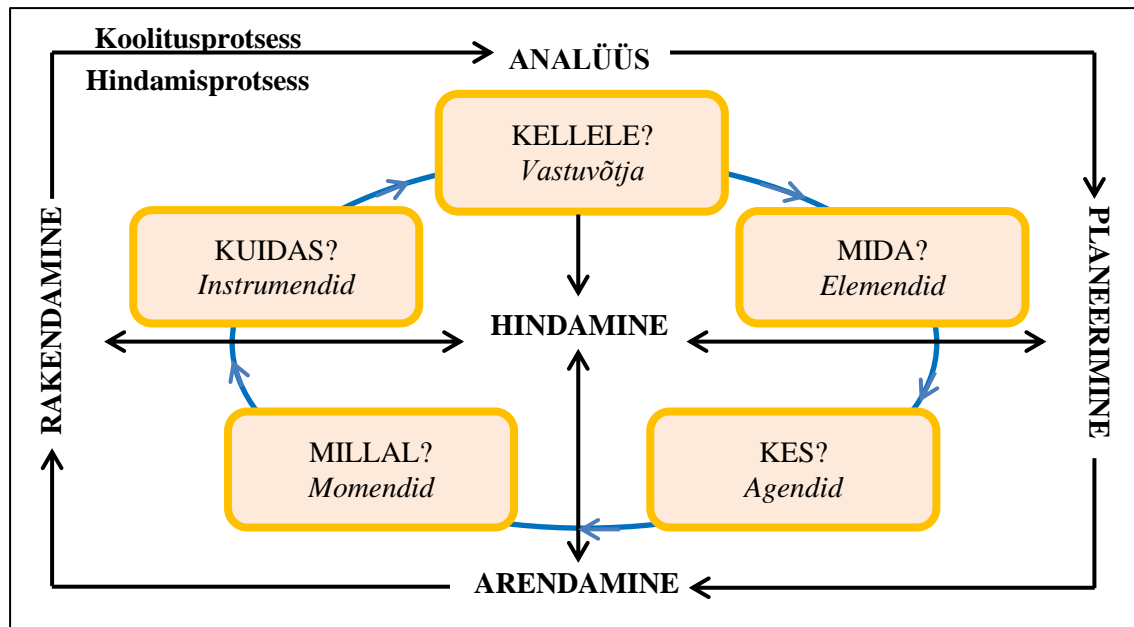 Koolitusprotsess
ANALÜÜS
Hindamisprotsess
KELLELE?
Vastuvõtja
KUIDAS?
Instrumendid
MIDA?
Elemendid
RAKENDAMINE
HINDAMINE
PLANEERIMINE
MILLAL?
Momendid
KES?
Agendid
ARENDAMINE